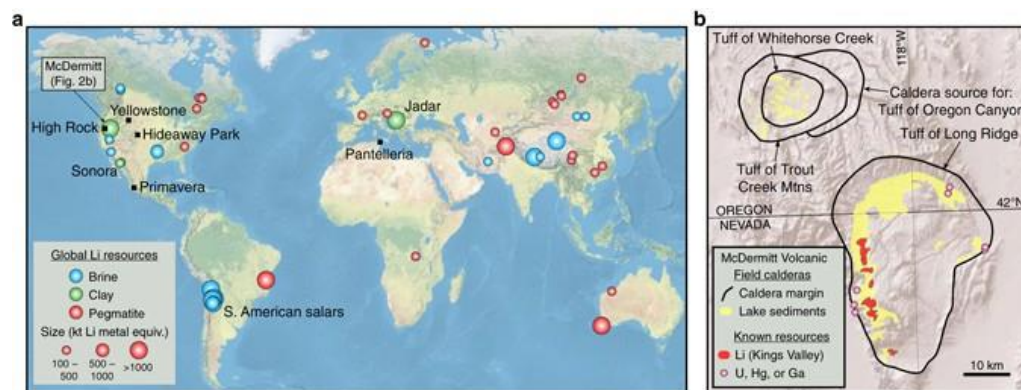 a
McDermitt
(Fig. 2b)
Yellowstone
High Rock
Hideaway Park
Sonora
Primavera
Jadar
Pantelleria
S. American salars
Global Li resources
Brine
Clay
Pegmatite
Size (kt Li metal equiv.)
100 – 500
500 - 1000
>1000
b
Tuff of
Whitehorse Creek
118°W
Caldera source for:
Tuff of Oregon Canyon
Tuff of Long Ridge
Tuff of Trout
Creek Mtns
42°N
OREGON
NEVADA
McDermitt Volcanic
Field calderas
Caldera margin
Lake sediments
Known resources
Li (Kings Valley)
U, Hg, or Ga
10 km